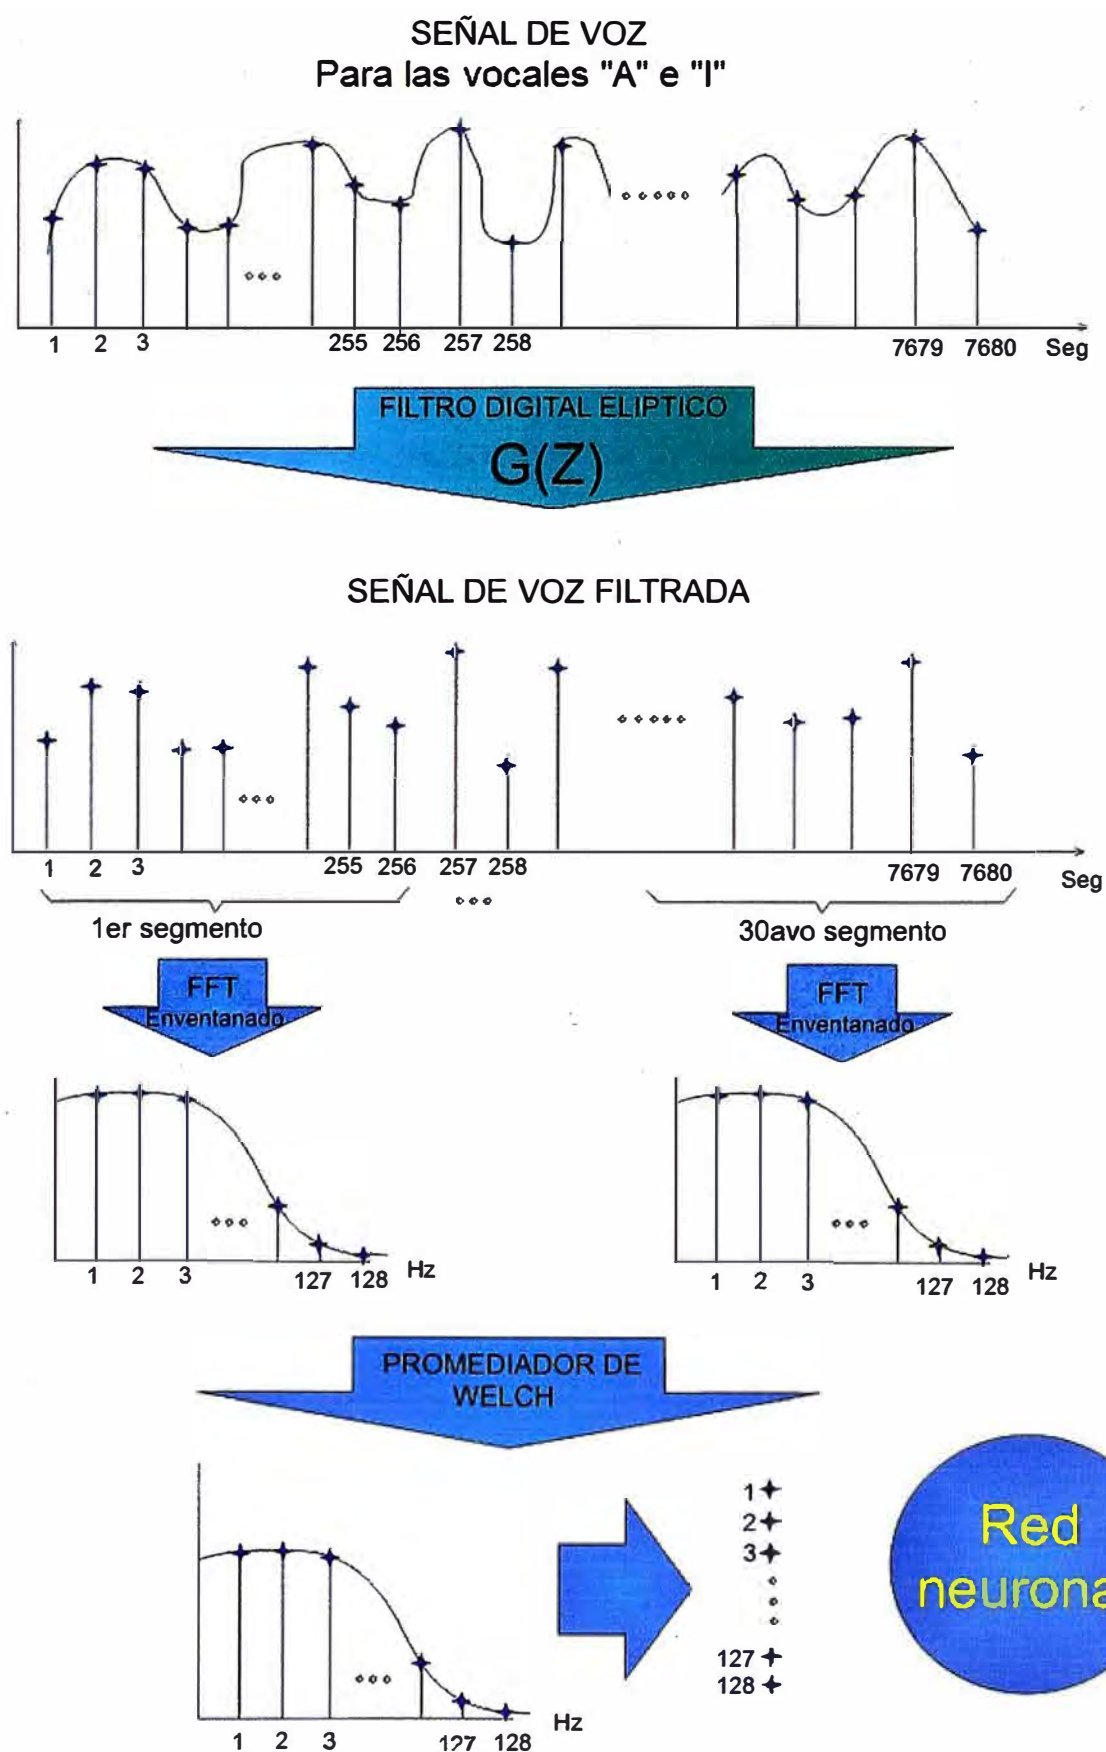 SEÑAL DE VOZ
Para las vocales "A" e "I"
1 2 3 255 256 257 258 7679 7680 Seg
FILTRO DIGITAL ELIPTICO
G(Z)
SEÑAL DE VOZ FILTRADA
1 2 3 255 256 257 258 7679 7680 Seg
1er segmento 30avo segmento
FFT FFT
Enventanado Enventanado
1 2 3 127 128 Hz 1 2 3 127 128 Hz
PROMEDIADOR DE
WELCH
1
2
3
127
128
Red
neurona
1 2 3 127 128 Hz